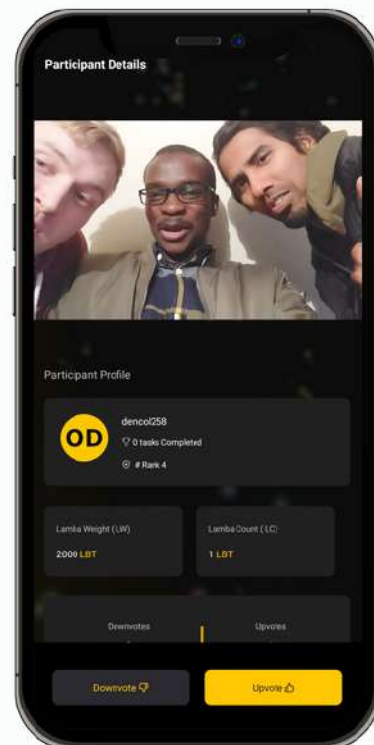 Participant Details
Participant Profile
OD
dencol258
0 tasks Completed
# Rank 4
Lamba Weight (LW)
2000 LBT
Lamba Count (LC)
1 LBT
Downvotes
Upvotes
Downvote
Upvote